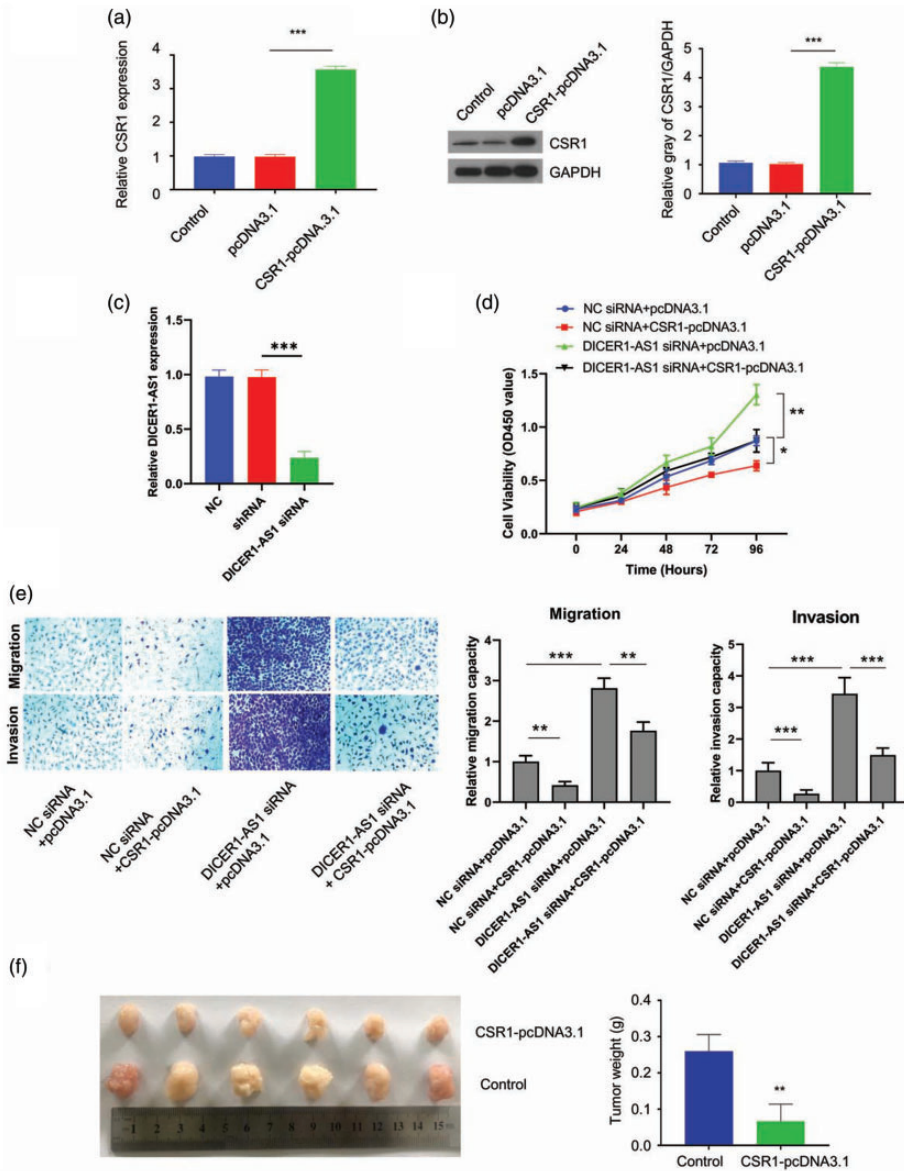 (a)
Relative CSR1 expression
4
3
2
1
0
***
Control
pcDNA3.1
CSR1-pcDNA.3.1
(b)
Control
pcDNA3.1
CSR1-pcDNA3.1
CSR1
GAPDH
Relative gray of CSR1/GAPDH
5
4
3
2
1
0
***
Control
pcDNA3.1
CSR1-pcDNA3.1
(c)
Relative DICER1-AS1 expression
1.5
1.0
0.5
0.0
***
NC
shRNA
DICER1-AS1 siRNA
(d)
NC siRNA+pcDNA3.1
NC siRNA+CSR1-pcDNA3.1
DICER1-AS1 siRNA+pcDNA3.1
DICER1-AS1 siRNA+CSR1-pcDNA3.1
Cell Viability (OD450 value)
1.5
1.0
0.5
0.0
**
*
0 24 48 72 96
Time (Hours)
(e)
Migration
Invasion
NC siRNA
+pcDNA3.1
NC siRNA
+CSR1-pcDNA3.1
DICER1-AS1 siRNA
+pcDNA3.1
DICER1-AS1 siRNA
+ CSR1-pcDNA3.1
Migration
Relative migration capacity
4
3
2
1
0
***
**
**
NC siRNA+pcDNA3.1
NC siRNA+CSR1-pcDNA3.1
DICER1-AS1 siRNA+pcDNA3.1
DICER1-AS1 siRNA+CSR1-pcDNA3.1
Invasion
Relative invasion capacity
5
4
3
2
1
0
***
***
***
NC siRNA+pcDNA3.1
NC siRNA+CSR1-pcDNA3.1
DICER1-AS1 siRNA+pcDNA3.1
DICER1-AS1 siRNA+CSR1-pcDNA3.1
(f)
CSR1-pcDNA3.1
Control
1 2 3 4 5 6 7 8 9 10 11 12 13 14 15
Tumor weight (g)
0.4
0.3
0.2
0.1
0.0
**
Control
CSR1-pcDNA3.1